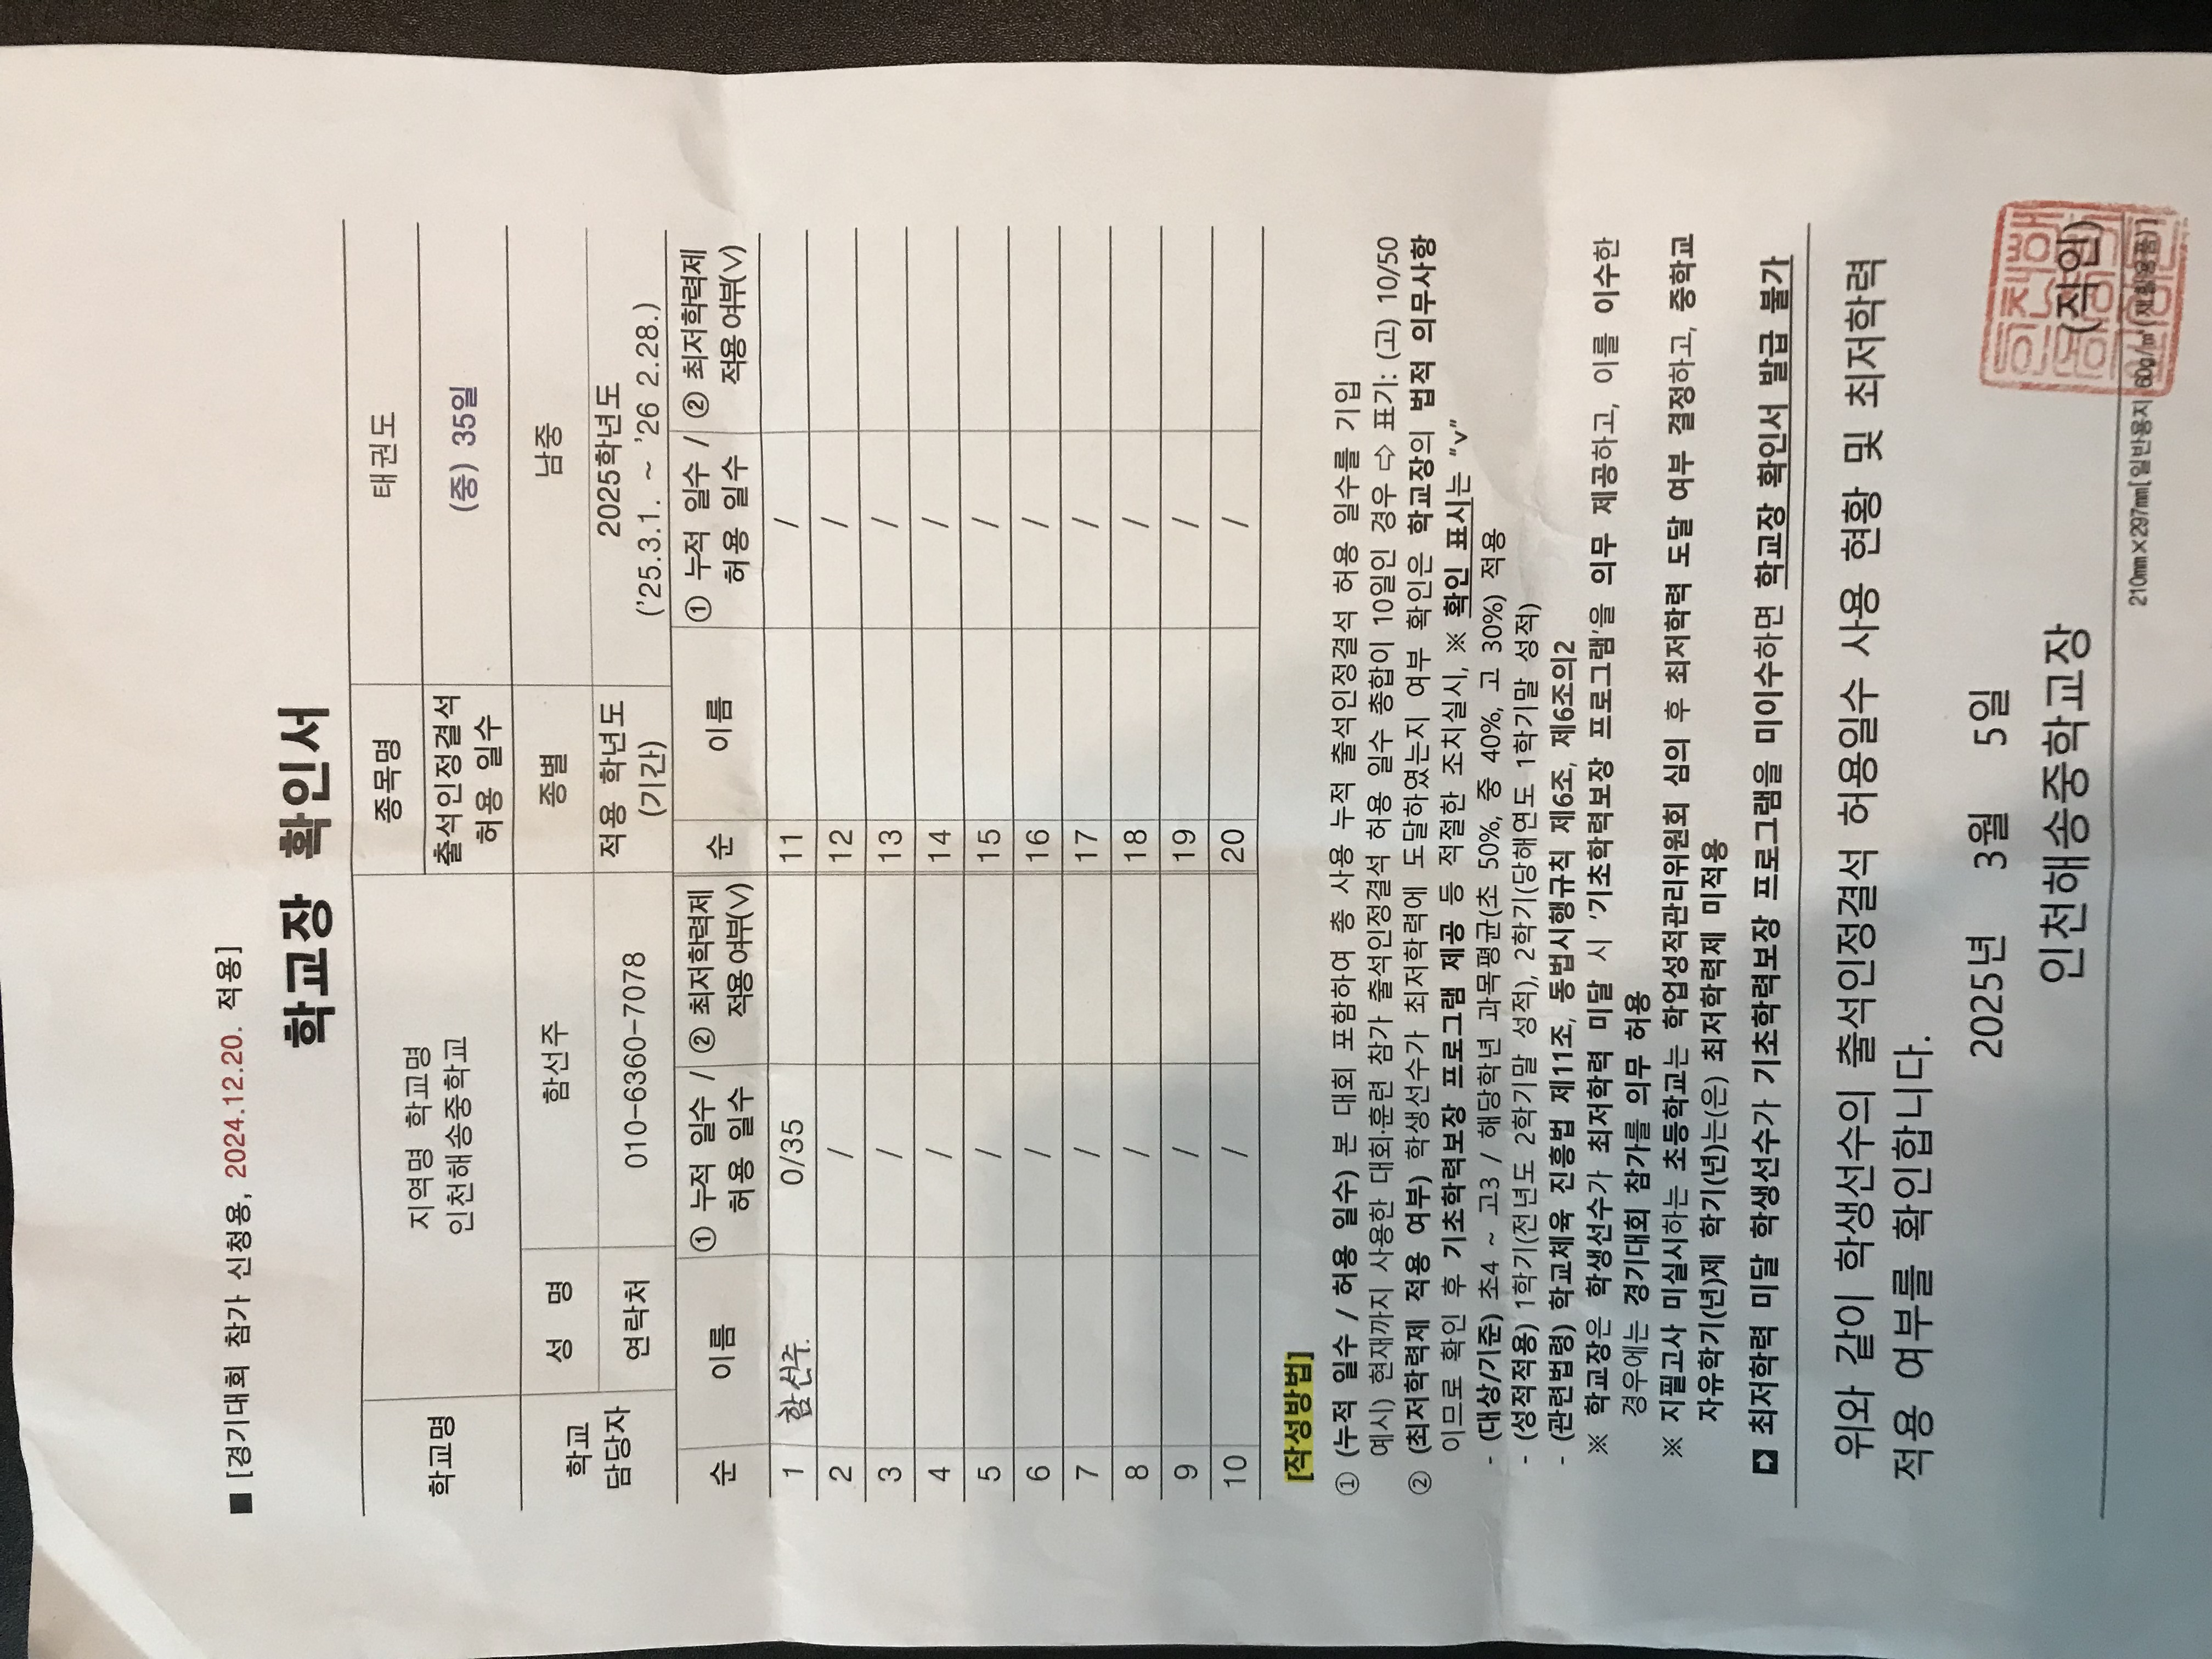 ■ [경기대회 참가 신청용, 2024.12.20. 적용]
학교장 확인서
학교명 지역명 학교명 인천해송중학교 종목명 태권도
출석인정결석 허용 일수 (중) 35일
학교 담당자 성 명 함선주 종별 남중
연락처 010-6360-7078 적용 학년도 (기간) 2025학년도 ('25.3.1. ~ '26 2.28.)
순 이름 ① 누적 일수 / 허용 일수 ② 최저학력제 적용여부(V) 순 이름 ① 누적 일수 / 허용 일수 ② 최저학력제 적용여부(V)
1 함선주 0/35 11 /
2 / 12 /
3 / 13 /
4 / 14 /
5 / 15 /
6 / 16 /
7 / 17 /
8 / 18 /
9 / 19 /
10 / 20 /
[작성방법]
① (누적 일수 / 허용 일수) 본 대회 포함하여 총 사용 누적 출석인정결석 허용 일수를 기입
예시) 현재까지 사용한 대회·훈련 참가 출석인정결석 허용 일수 총합이 10일인 경우 ⇨ 표기: (고) 10/50
② (최저학력제 적용 여부) 학생선수가 최저학력에 도달하였는지 여부 확인은 학교장의 법적 의무사항
이므로 확인 후 기초학력보장 프로그램 제공 등 적절한 조치실시, ※ 확인 표시는 "v"
- (대상/기준) 초4 ~ 고3 / 해당학년 과목평균(초 50%, 중 40%, 고 30%) 적용
- (성적적용) 1학기(전년도 2학기말 성적), 2학기(당해연도 1학기말 성적)
- (관련법령) 학교체육 진흥법 제11조, 동법시행규칙 제6조, 제6조의2
※ 학교장은 학생선수가 최저학력 미달 시 '기초학력보장 프로그램'을 의무 제공하고, 이를 이수한
경우에는 경기대회 참가를 의무 허용
※ 지필고사 미실시하는 초등학교는 학업성적관리위원회 심의 후 최저학력 도달 여부 결정하고, 중학교
자유학기(년)제 학기(년)는(은) 최저학력제 미적용
➲ 최저학력 미달 학생선수가 기초학력보장 프로그램을 미이수하면 학교장 확인서 발급 불가
위와 같이 학생선수의 출석인정결석 허용일수 사용 현황 및 최저학력
적용 여부를 확인합니다.
2025년 3월 5일
인천해송중학교장 (직인)
210mm×297mm[일반용지 60g/㎡(재활용품)]